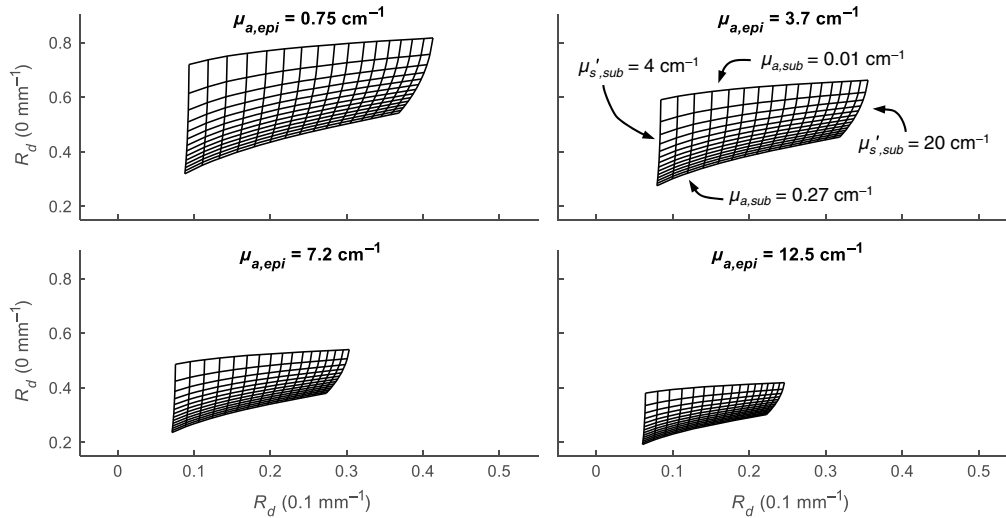 μa,epi = 0.75 cm⁻¹
μa,epi = 3.7 cm⁻¹
0.8
0.6
0.4
0.2
Rd (0 mm⁻¹)
μs',sub = 4 cm⁻¹
μa,sub = 0.01 cm⁻¹
μs',sub = 20 cm⁻¹
μa,sub = 0.27 cm⁻¹
μa,epi = 7.2 cm⁻¹
μa,epi = 12.5 cm⁻¹
0.8
0.6
0.4
0.2
Rd (0 mm⁻¹)
0 0.1 0.2 0.3 0.4 0.5
0 0.1 0.2 0.3 0.4 0.5
Rd (0.1 mm⁻¹)
Rd (0.1 mm⁻¹)